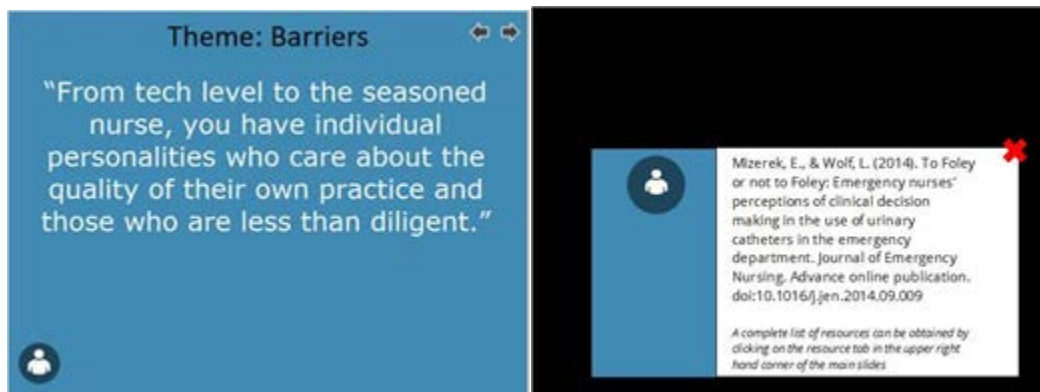 Theme: Barriers
“From tech level to the seasoned
nurse, you have individual
personalities who care about the
quality of their own practice and
those who are less than diligent.”
Mizerek, E., & Wolf, L. (2014). To Foley
or not to Foley: Emergency nurses’
perceptions of clinical decision
making in the use of urinary
catheters in the emergency
department. Journal of Emergency
Nursing. Advance online publication.
doi:10.1016/j.jen.2014.09.009
A complete list of resources can be obtained by
clicking on the resource tab in the upper right
hand corner of the main slides